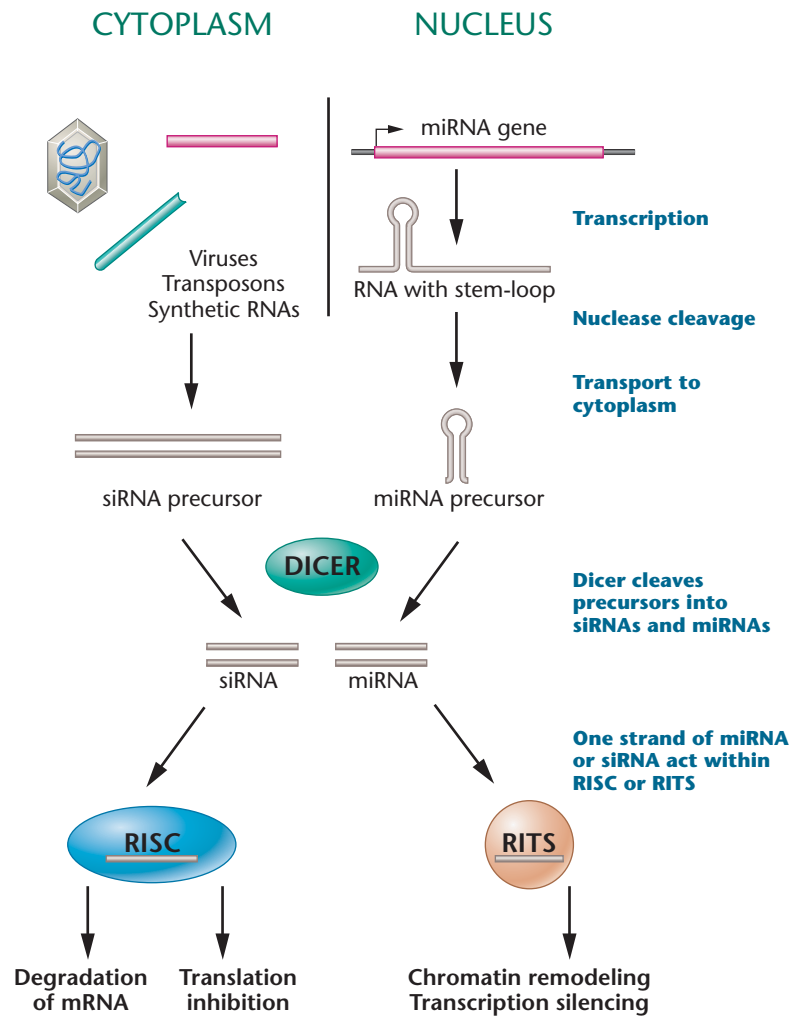 CYTOPLASM
NUCLEUS
miRNA gene
Transcription
Viruses
Transposons
Synthetic RNAs
RNA with stem-loop
Nuclease cleavage
Transport to
cytoplasm
siRNA precursor
miRNA precursor
DICER
Dicer cleaves
precursors into
siRNAs and miRNAs
siRNA
miRNA
One strand of miRNA
or siRNA act within
RISC or RITS
RISC
RITS
Degradation
of mRNA
Translation
inhibition
Chromatin remodeling
Transcription silencing